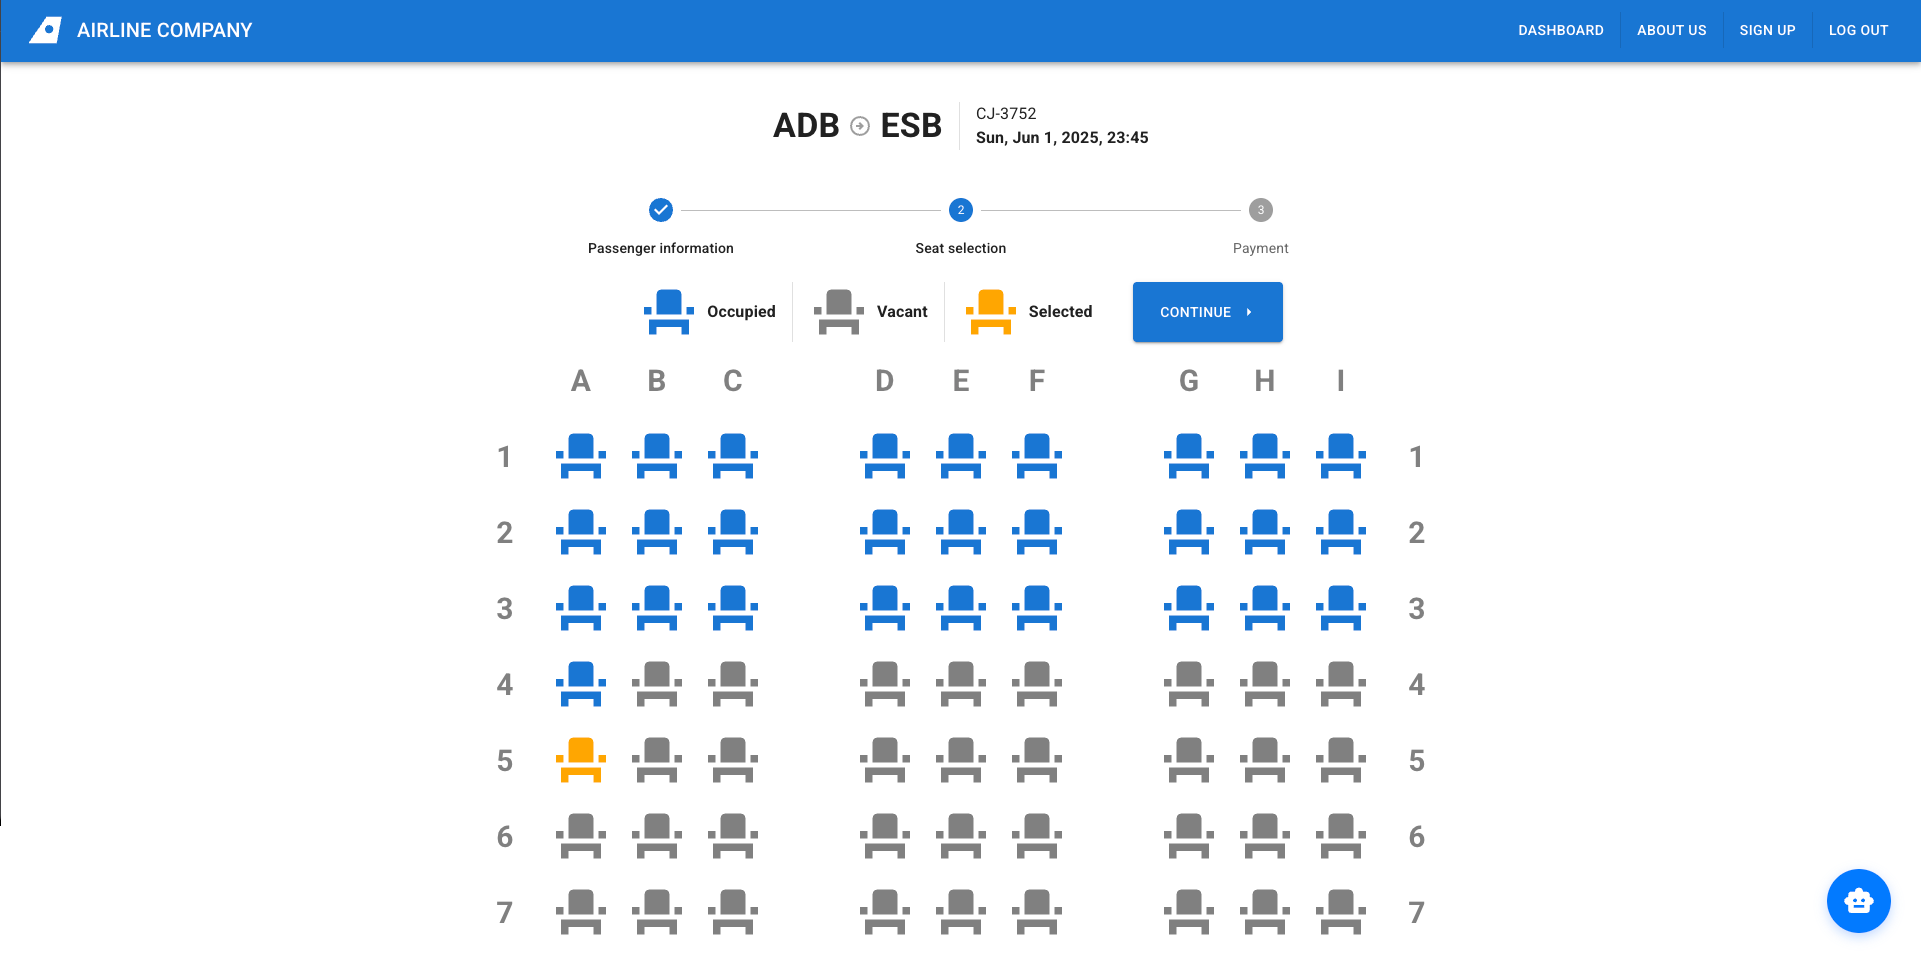 AIRLINE COMPANY
DASHBOARD
ABOUT US
SIGN UP
LOG OUT
ADB ESB
CJ-3752
Sun, Jun 1, 2025, 23:45
2
3
Passenger information
Seat selection
Payment
Occupied
Vacant
Selected
CONTINUE
A B C D E F G H I
1 1
2 2
3 3
4 4
5 5
6 6
7 7